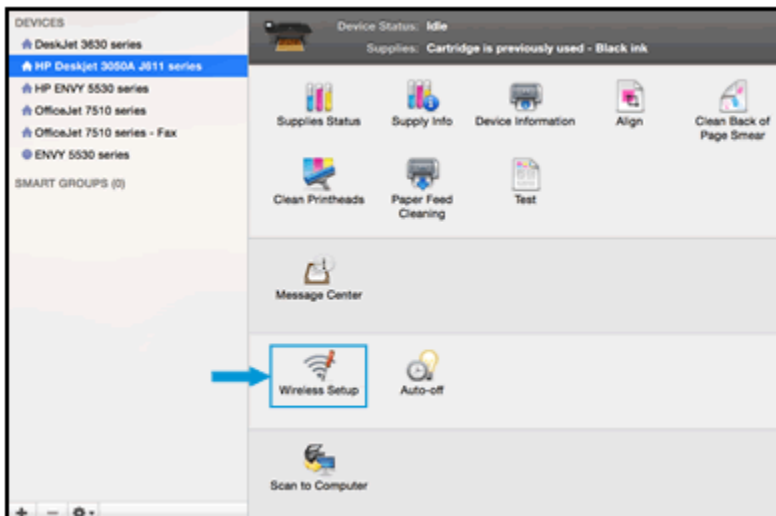 DEVICES
DeskJet 3630 series
HP Deskjet 3050A J611 series
HP ENVY 5530 series
OfficeJet 7510 series
OfficeJet 7510 series - Fax
ENVY 5530 series
SMART GROUPS (0)
Device Status: Idle
Supplies: Cartridge is previously used - Black ink
Supplies Status
Supply Info
Device Information
Align
Clean Back of
Page Smear
Clean Printheads
Paper Feed
Cleaning
Test
Message Center
Wireless Setup
Auto-off
Scan to Computer